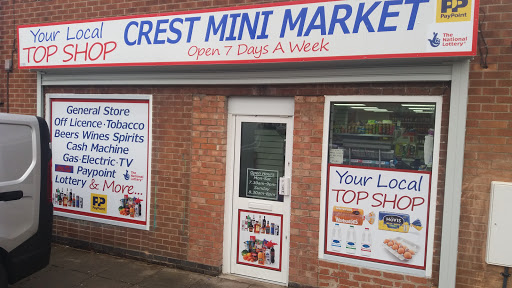 Your Local
TOP SHOP
CREST MINI MARKET
Open 7 Days A Week
PayPoint
The National Lottery
General Store
Off Licence · Tobacco
Beers Wines Spirits
Cash Machine
Gas · Electric · TV
Paypoint
Lottery & More...
Your Local
TOP SHOP